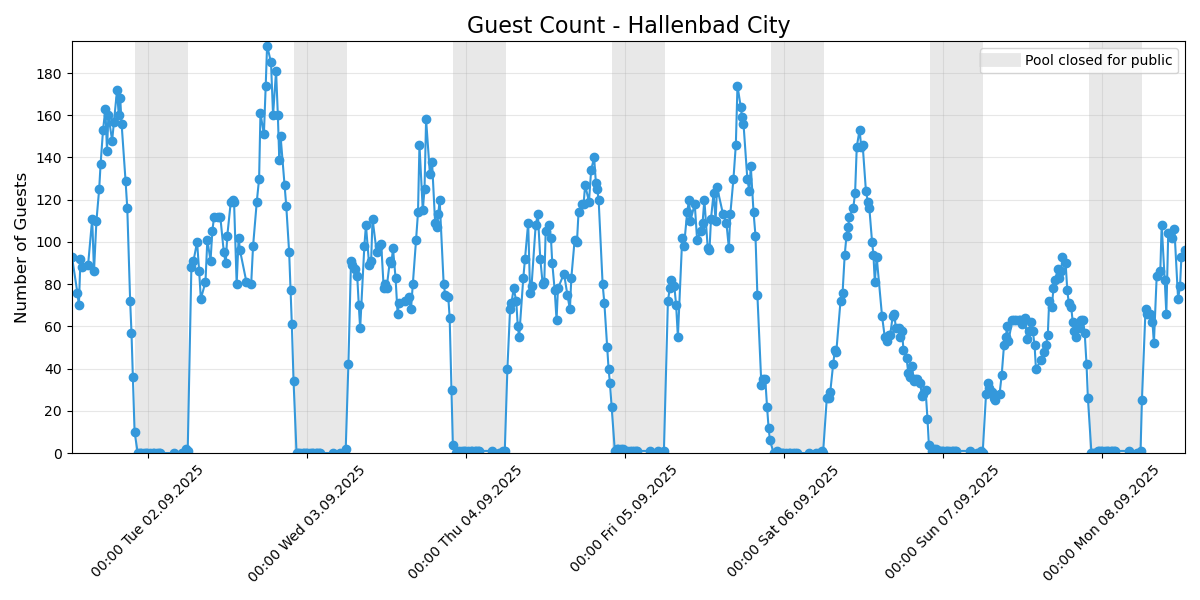 Guest Count - Hallenbad City
Pool closed for public
Number of Guests
180
160
140
120
100
80
60
40
20
0
00:00 Tue 02.09.2025
00:00 Wed 03.09.2025
00:00 Thu 04.09.2025
00:00 Fri 05.09.2025
00:00 Sat 06.09.2025
00:00 Sun 07.09.2025
00:00 Mon 08.09.2025